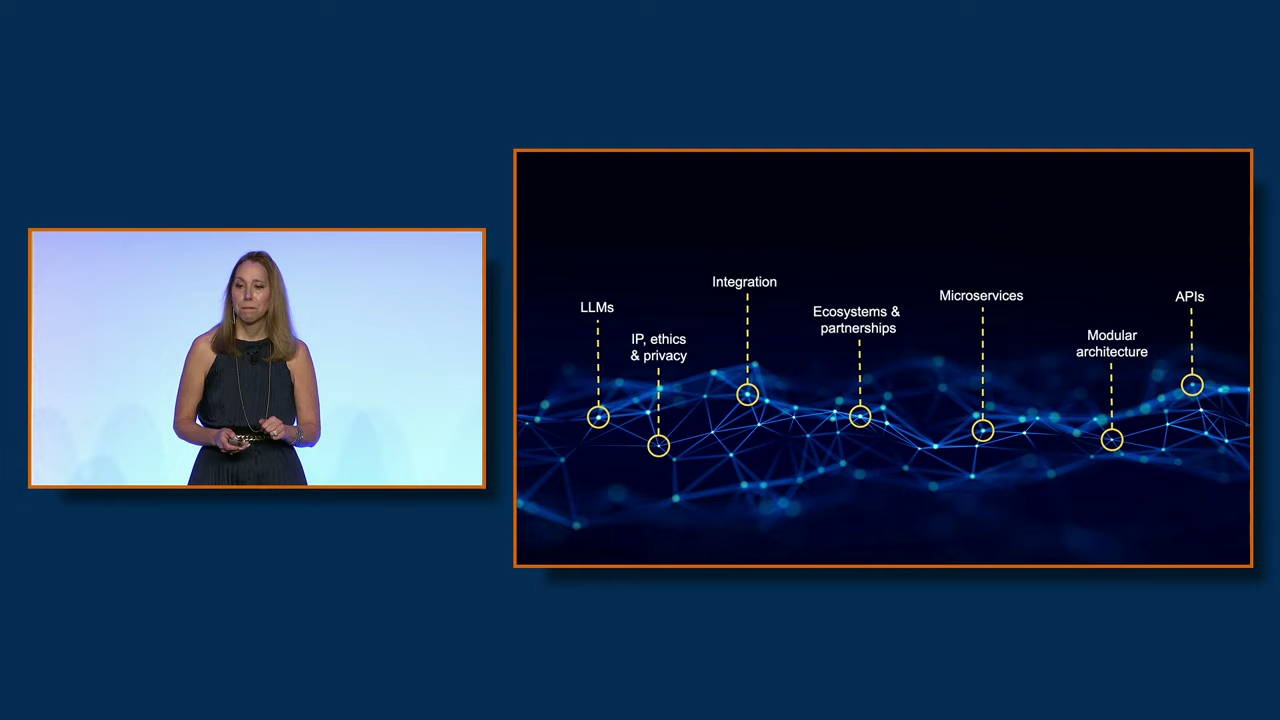 LLMs
IP, ethics
& privacy
Integration
Ecosystems &
partnerships
Microservices
Modular
architecture
APIs